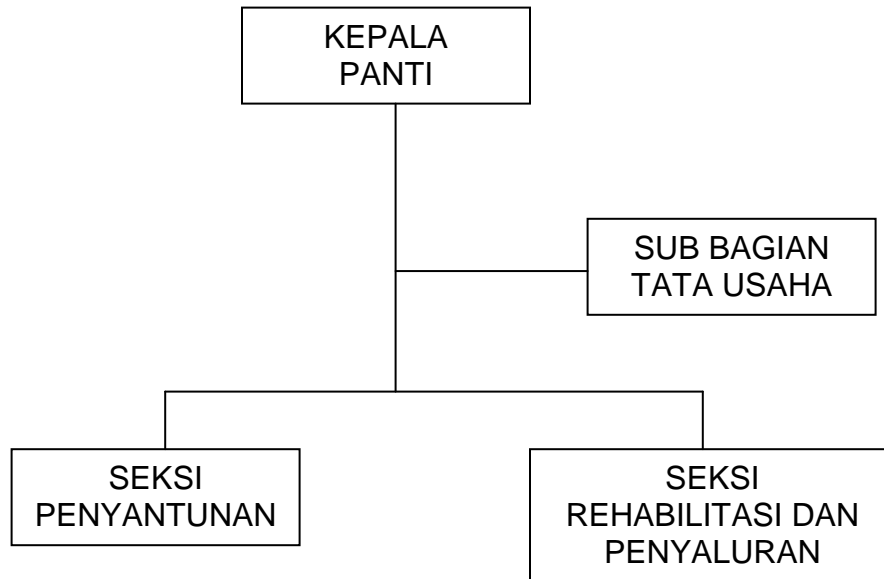 KEPALA
PANTI
SUB BAGIAN
TATA USAHA
SEKSI
PENYANTUNAN
SEKSI
REHABILITASI DAN
PENYALURAN